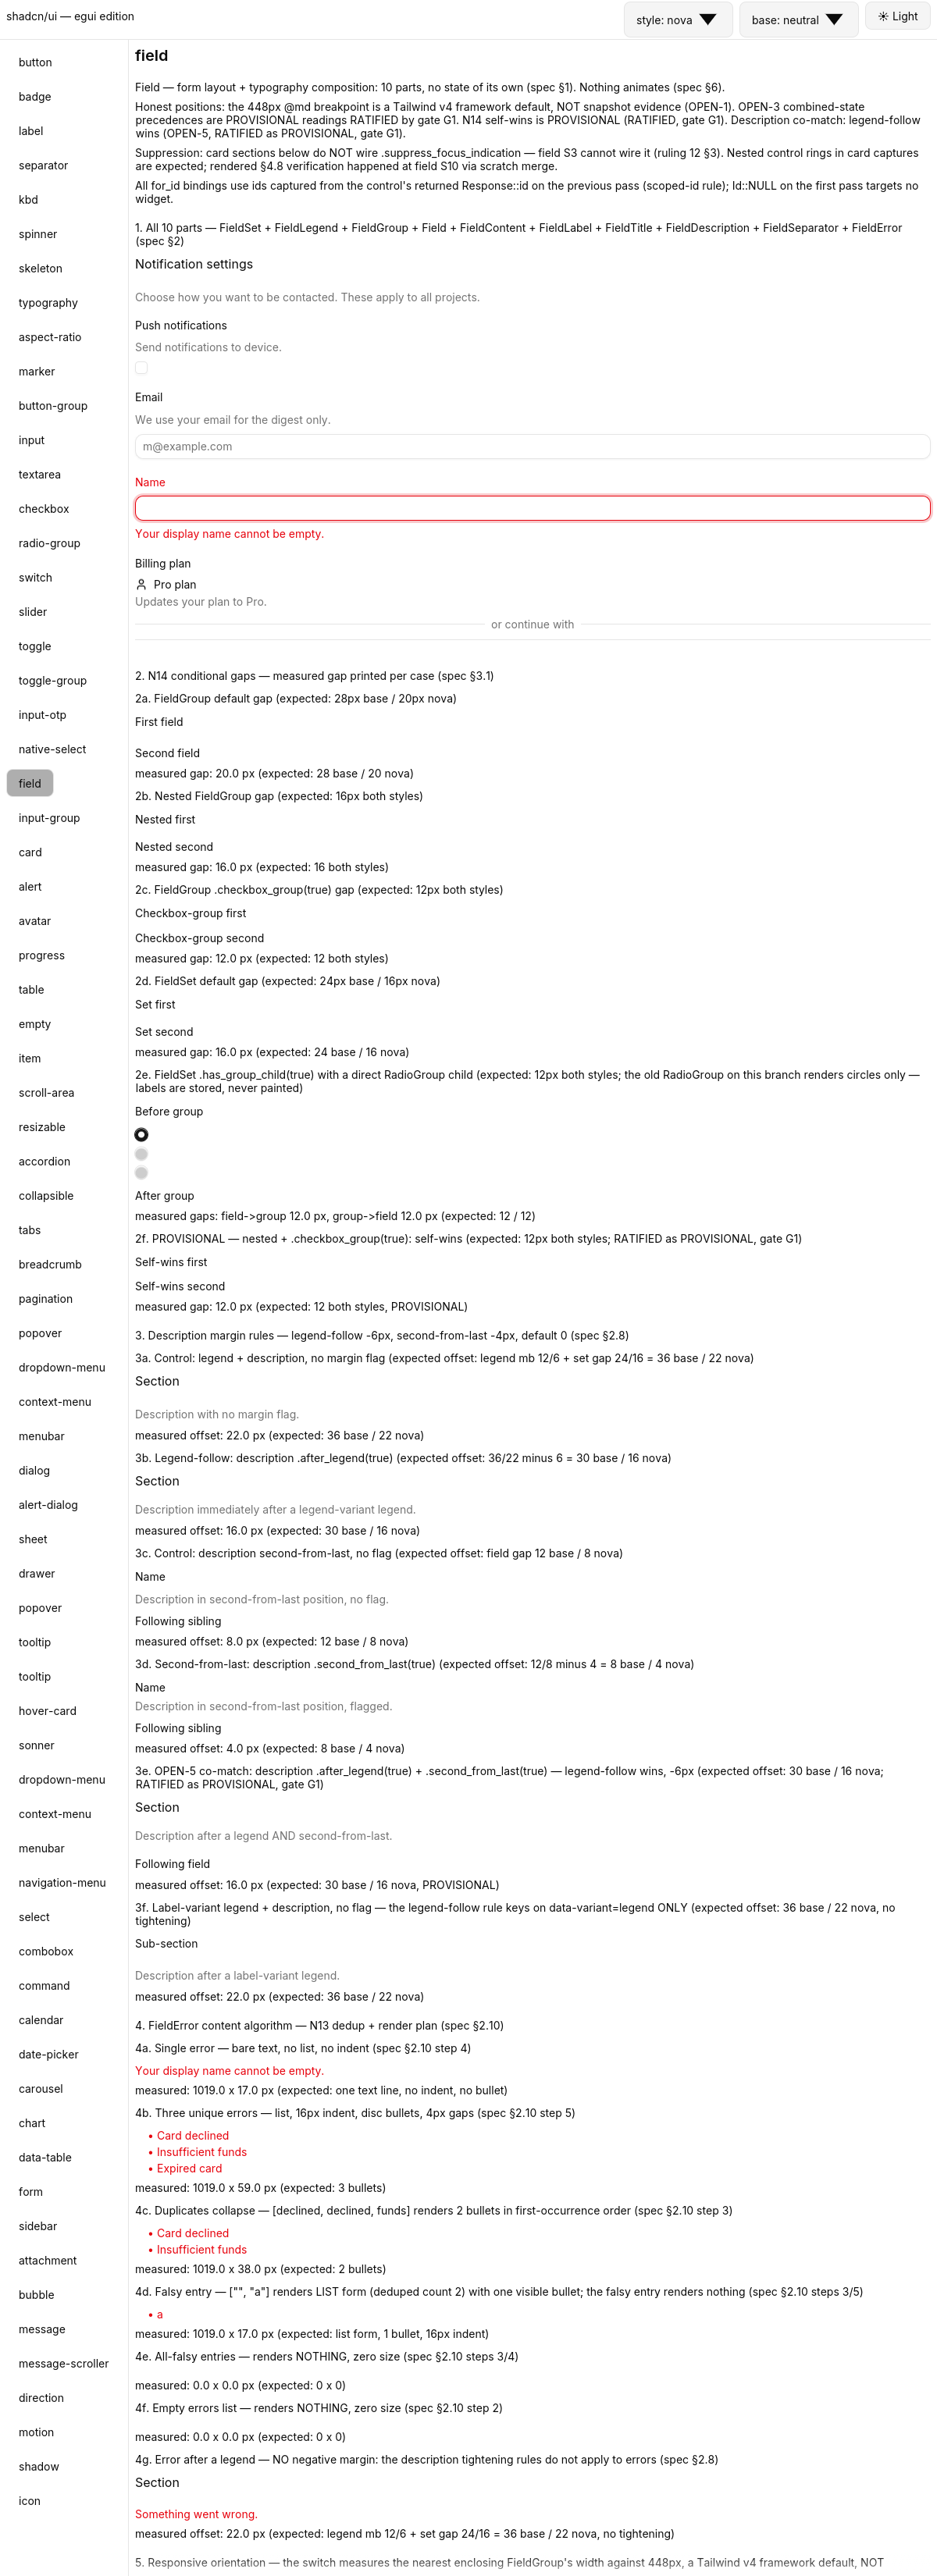 shadcn/ui — egui edition
style: nova
base: neutral
☀ Light
button
badge
label
separator
kbd
spinner
skeleton
typography
aspect-ratio
marker
button-group
input
textarea
checkbox
radio-group
switch
slider
toggle
toggle-group
input-otp
native-select
field
input-group
card
alert
avatar
progress
table
empty
item
scroll-area
resizable
accordion
collapsible
tabs
breadcrumb
pagination
popover
dropdown-menu
context-menu
menubar
dialog
alert-dialog
sheet
drawer
popover
tooltip
tooltip
hover-card
sonner
dropdown-menu
context-menu
menubar
navigation-menu
select
combobox
command
calendar
date-picker
carousel
chart
data-table
form
sidebar
attachment
bubble
message
message-scroller
direction
motion
shadow
icon
field
Field — form layout + typography composition: 10 parts, no state of its own (spec §1). Nothing animates (spec §6).
Honest positions: the 448px @md breakpoint is a Tailwind v4 framework default, NOT snapshot evidence (OPEN-1). OPEN-3 combined-state
precedences are PROVISIONAL readings RATIFIED by gate G1). N14 self-wins is PROVISIONAL (RATIFIED, gate G1). Description co-match: legend-follow
wins (OPEN-5, RATIFIED as PROVISIONAL, gate G1).
Suppression: card sections below do NOT wire .suppress_focus_indication — field S3 cannot wire it (ruling 12 §3). Nested control rings in card captures
are expected; rendered §4.8 verification happened at field S10 via scratch merge.
All for_id bindings use ids captured from the control's returned Response::id on the previous pass (scoped-id rule); Id::NULL on the first pass targets no
widget.
1. All 10 parts — FieldSet + FieldLegend + FieldGroup + Field + FieldContent + FieldLabel + FieldTitle + FieldDescription + FieldSeparator + FieldError
(spec §2)
Notification settings
Choose how you want to be contacted. These apply to all projects.
Push notifications
Send notifications to device.
Email
We use your email for the digest only.
m@example.com
Name
Your display name cannot be empty.
Billing plan
Pro plan
Updates your plan to Pro.
or continue with
2. N14 conditional gaps — measured gap printed per case (spec §3.1)
2a. FieldGroup default gap (expected: 28px base / 20px nova)
First field
Second field
measured gap: 20.0 px (expected: 28 base / 20 nova)
2b. Nested FieldGroup gap (expected: 16px both styles)
Nested first
Nested second
measured gap: 16.0 px (expected: 16 both styles)
2c. FieldGroup .checkbox_group(true) gap (expected: 12px both styles)
Checkbox-group first
Checkbox-group second
measured gap: 12.0 px (expected: 12 both styles)
2d. FieldSet default gap (expected: 24px base / 16px nova)
Set first
Set second
measured gap: 16.0 px (expected: 24 base / 16 nova)
2e. FieldSet .has_group_child(true) with a direct RadioGroup child (expected: 12px both styles; the old RadioGroup on this branch renders circles only —
labels are stored, never painted)
Before group
After group
measured gaps: field->group 12.0 px, group->field 12.0 px (expected: 12 / 12)
2f. PROVISIONAL — nested + .checkbox_group(true): self-wins (expected: 12px both styles; RATIFIED as PROVISIONAL, gate G1)
Self-wins first
Self-wins second
measured gap: 12.0 px (expected: 12 both styles, PROVISIONAL)
3. Description margin rules — legend-follow -6px, second-from-last -4px, default 0 (spec §2.8)
3a. Control: legend + description, no margin flag (expected offset: legend mb 12/6 + set gap 24/16 = 36 base / 22 nova)
Section
Description with no margin flag.
measured offset: 22.0 px (expected: 36 base / 22 nova)
3b. Legend-follow: description .after_legend(true) (expected offset: 36/22 minus 6 = 30 base / 16 nova)
Section
Description immediately after a legend-variant legend.
measured offset: 16.0 px (expected: 30 base / 16 nova)
3c. Control: description second-from-last, no flag (expected offset: field gap 12 base / 8 nova)
Name
Description in second-from-last position, no flag.
Following sibling
measured offset: 8.0 px (expected: 12 base / 8 nova)
3d. Second-from-last: description .second_from_last(true) (expected offset: 12/8 minus 4 = 8 base / 4 nova)
Name
Description in second-from-last position, flagged.
Following sibling
measured offset: 4.0 px (expected: 8 base / 4 nova)
3e. OPEN-5 co-match: description .after_legend(true) + .second_from_last(true) — legend-follow wins, -6px (expected offset: 30 base / 16 nova;
RATIFIED as PROVISIONAL, gate G1)
Section
Description after a legend AND second-from-last.
Following field
measured offset: 16.0 px (expected: 30 base / 16 nova, PROVISIONAL)
3f. Label-variant legend + description, no flag — the legend-follow rule keys on data-variant=legend ONLY (expected offset: 36 base / 22 nova, no
tightening)
Sub-section
Description after a label-variant legend.
measured offset: 22.0 px (expected: 36 base / 22 nova)
4. FieldError content algorithm — N13 dedup + render plan (spec §2.10)
4a. Single error — bare text, no list, no indent (spec §2.10 step 4)
Your display name cannot be empty.
measured: 1019.0 x 17.0 px (expected: one text line, no indent, no bullet)
4b. Three unique errors — list, 16px indent, disc bullets, 4px gaps (spec §2.10 step 5)
• Card declined
• Insufficient funds
• Expired card
measured: 1019.0 x 59.0 px (expected: 3 bullets)
4c. Duplicates collapse — [declined, declined, funds] renders 2 bullets in first-occurrence order (spec §2.10 step 3)
• Card declined
• Insufficient funds
measured: 1019.0 x 38.0 px (expected: 2 bullets)
4d. Falsy entry — ["", "a"] renders LIST form (deduped count 2) with one visible bullet; the falsy entry renders nothing (spec §2.10 steps 3/5)
• a
measured: 1019.0 x 17.0 px (expected: list form, 1 bullet, 16px indent)
4e. All-falsy entries — renders NOTHING, zero size (spec §2.10 steps 3/4)
measured: 0.0 x 0.0 px (expected: 0 x 0)
4f. Empty errors list — renders NOTHING, zero size (spec §2.10 step 2)
measured: 0.0 x 0.0 px (expected: 0 x 0)
4g. Error after a legend — NO negative margin: the description tightening rules do not apply to errors (spec §2.8)
Section
Something went wrong.
measured offset: 22.0 px (expected: legend mb 12/6 + set gap 24/16 = 36 base / 22 nova, no tightening)
5. Responsive orientation — the switch measures the nearest enclosing FieldGroup's width against 448px, a Tailwind v4 framework default, NOT